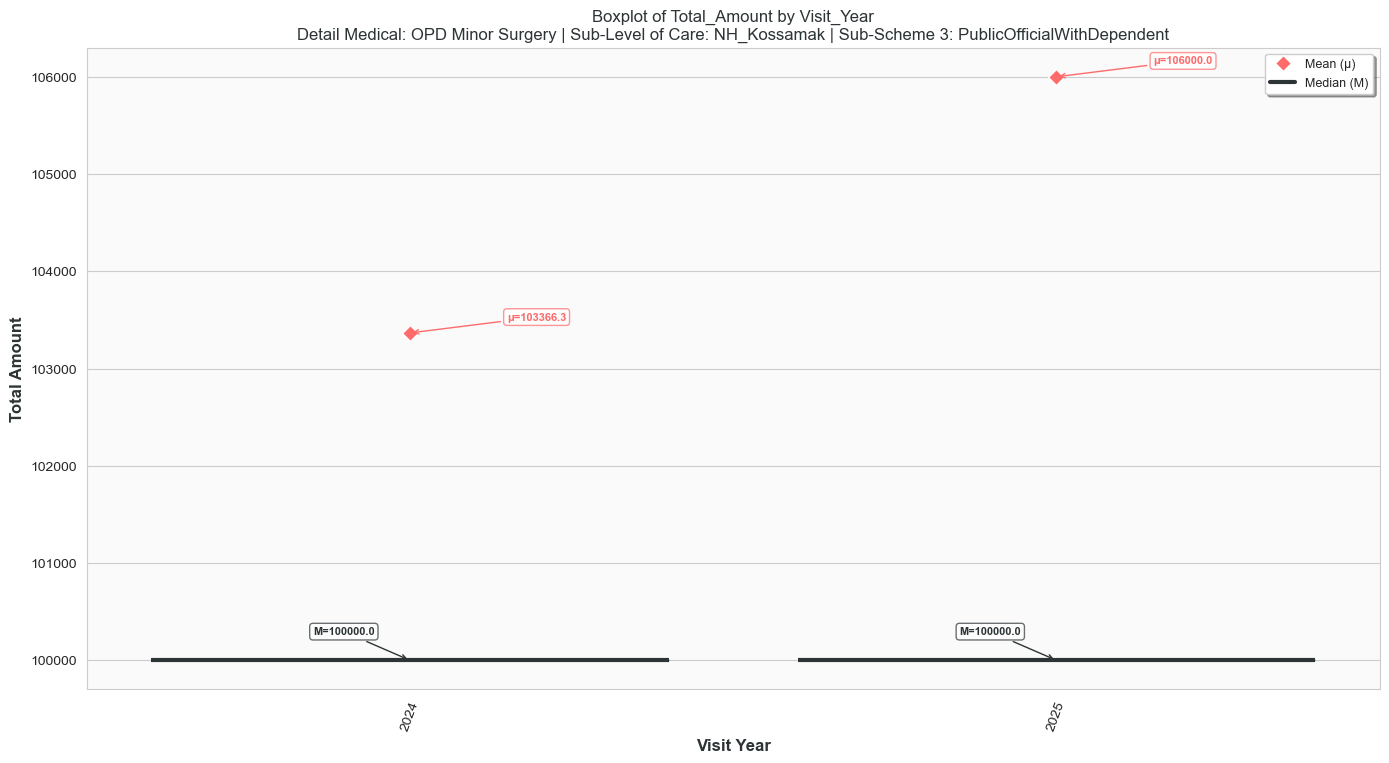 Boxplot of Total_Amount by Visit_Year
Detail Medical: OPD Minor Surgery | Sub-Level of Care: NH_Kossamak | Sub-Scheme 3: PublicOfficialWithDependent
106000
105000
104000
103000
102000
101000
100000
Total Amount
μ=106000.0
Mean (μ)
Median (M)
μ=103366.3
M=100000.0
M=100000.0
2024
2025
Visit Year